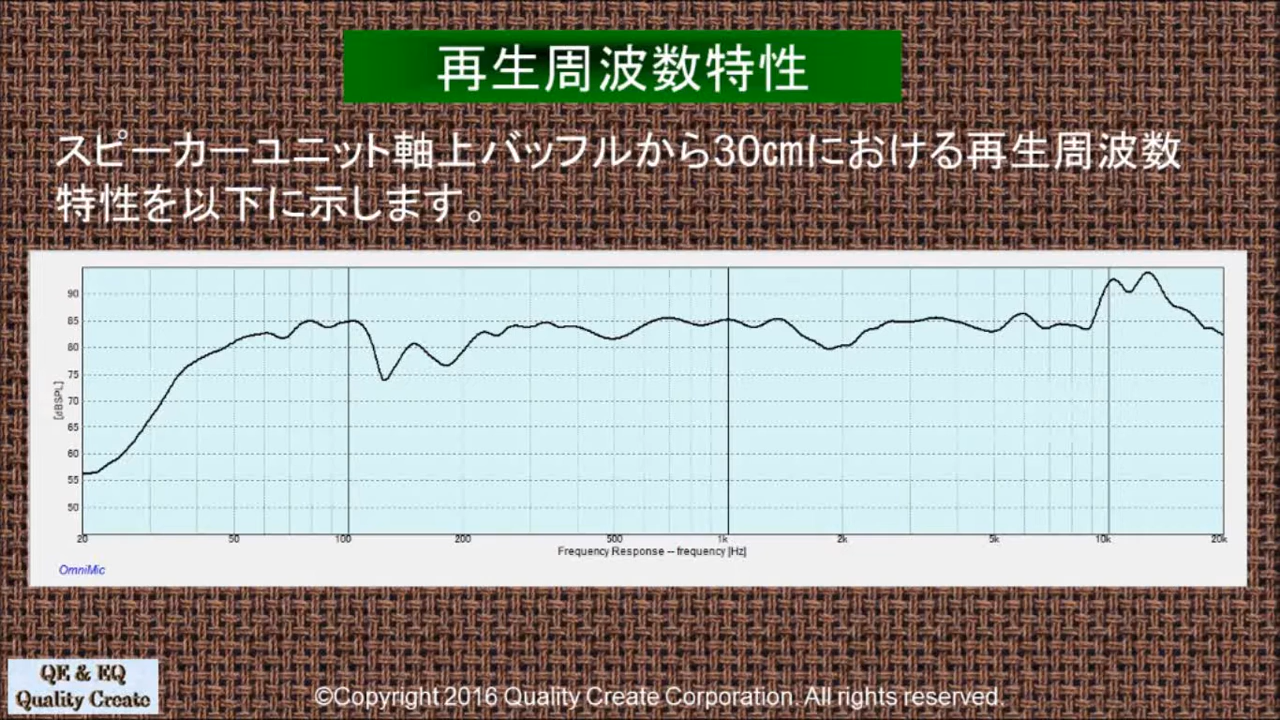 再生周波数特性
スピーカーユニット軸上バッフルから30㎝における再生周波数
特性を以下に示します。
90
85
80
75
70
65
60
55
50
[dBSPL]
20 50 100 200 500 1k 2k 5k 10k 20k
Frequency Response -- frequency [Hz]
OmniMic
QE & EQ
Quality Create
©Copyright 2016 Quality Create Corporation. All rights reserved.